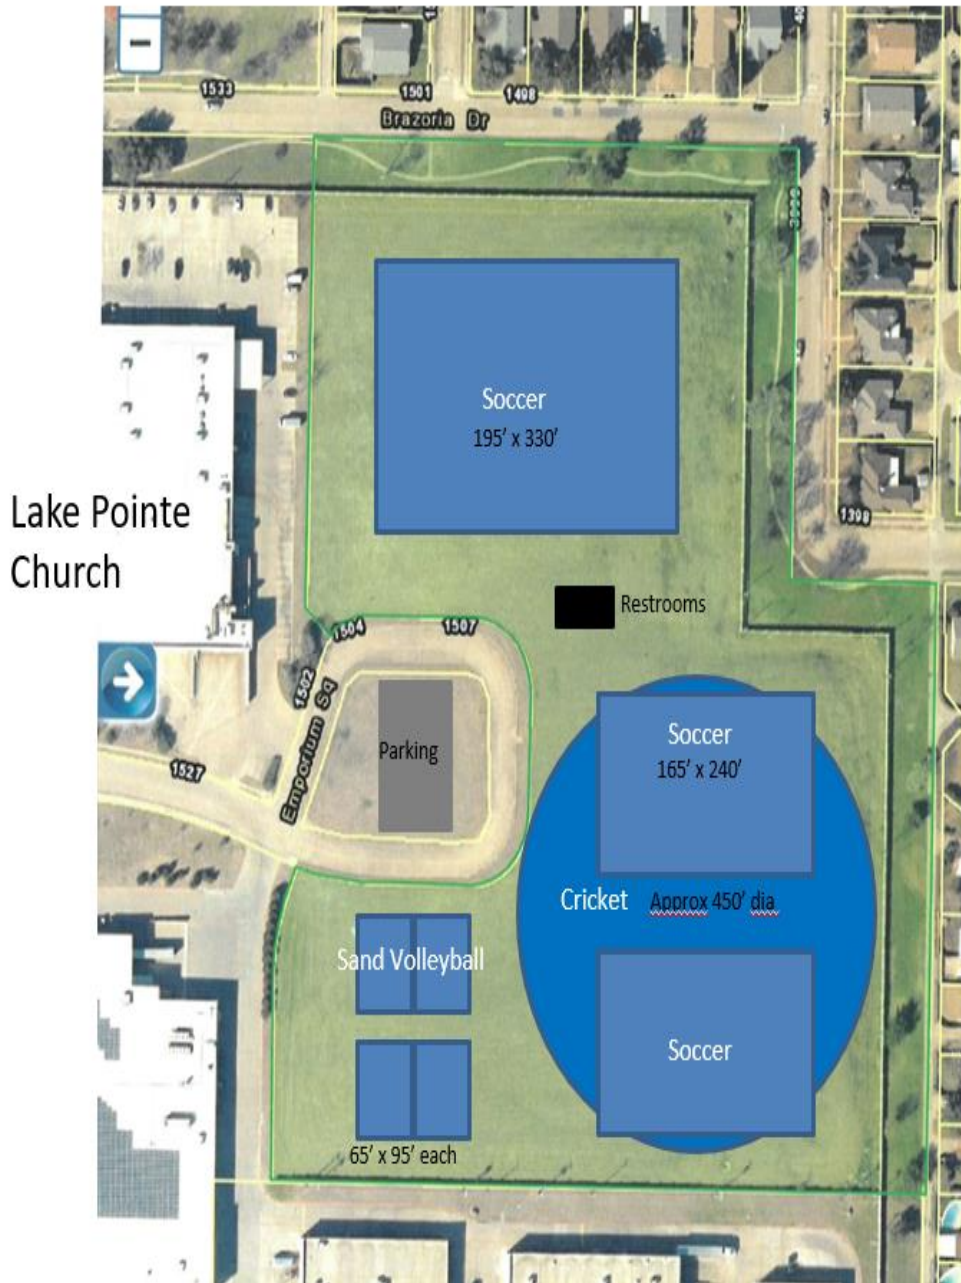 1533
1501
1498
Brazoria Dr
Soccer
195' x 330'
Lake Pointe
Church
1398
Restrooms
1504
1507
1502
Emporium Sq
Parking
1527
Soccer
165' x 240'
Cricket
Approx 450' dia
Sand Volleyball
Soccer
65' x 95' each